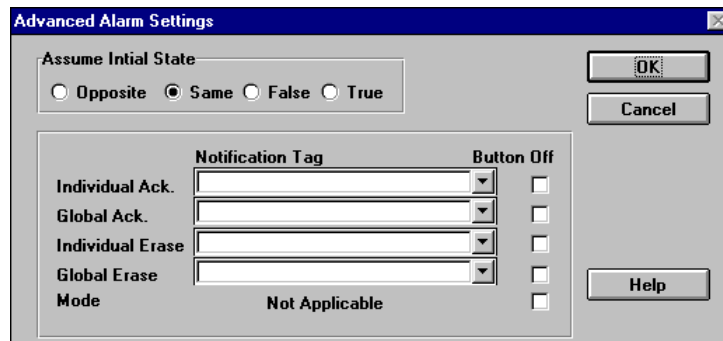 Advanced Alarm Settings
Assume Intial State
Opposite Same False True
OK
Cancel
Notification Tag Button Off
Individual Ack.
Global Ack.
Individual Erase
Global Erase
Mode Not Applicable
Help